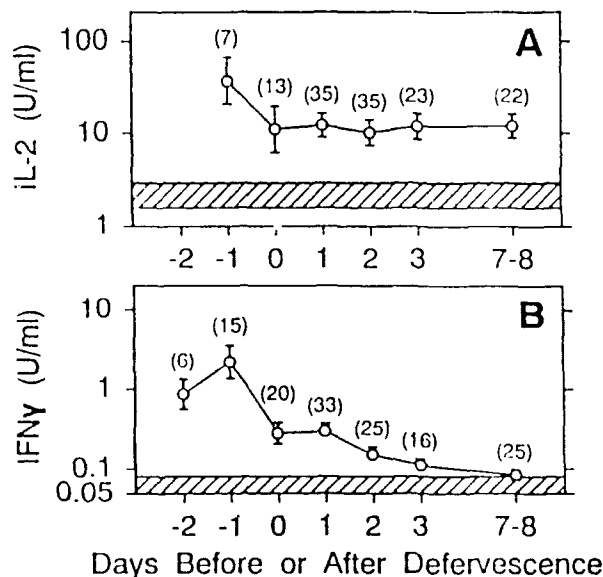 A
iL-2 (U/ml)
100
10
1
(7)
(13)
(35)
(35)
(23)
(22)
-2 -1 0 1 2 3 7-8
B
IFNγ (U/ml)
10
1
0.1
0.05
(6)
(15)
(20)
(33)
(25)
(16)
(25)
-2 -1 0 1 2 3 7-8
Days Before or After Defervescence